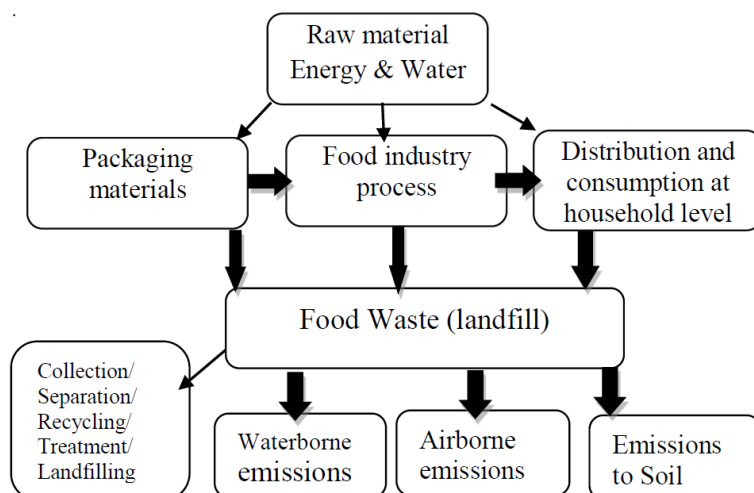 Raw material
Energy & Water
Packaging
materials
Food industry
process
Distribution and
consumption at
household level
Food Waste (landfill)
Collection/
Separation/
Recycling/
Treatment/
Landfilling
Waterborne
emissions
Airborne
emissions
Emissions
to Soil